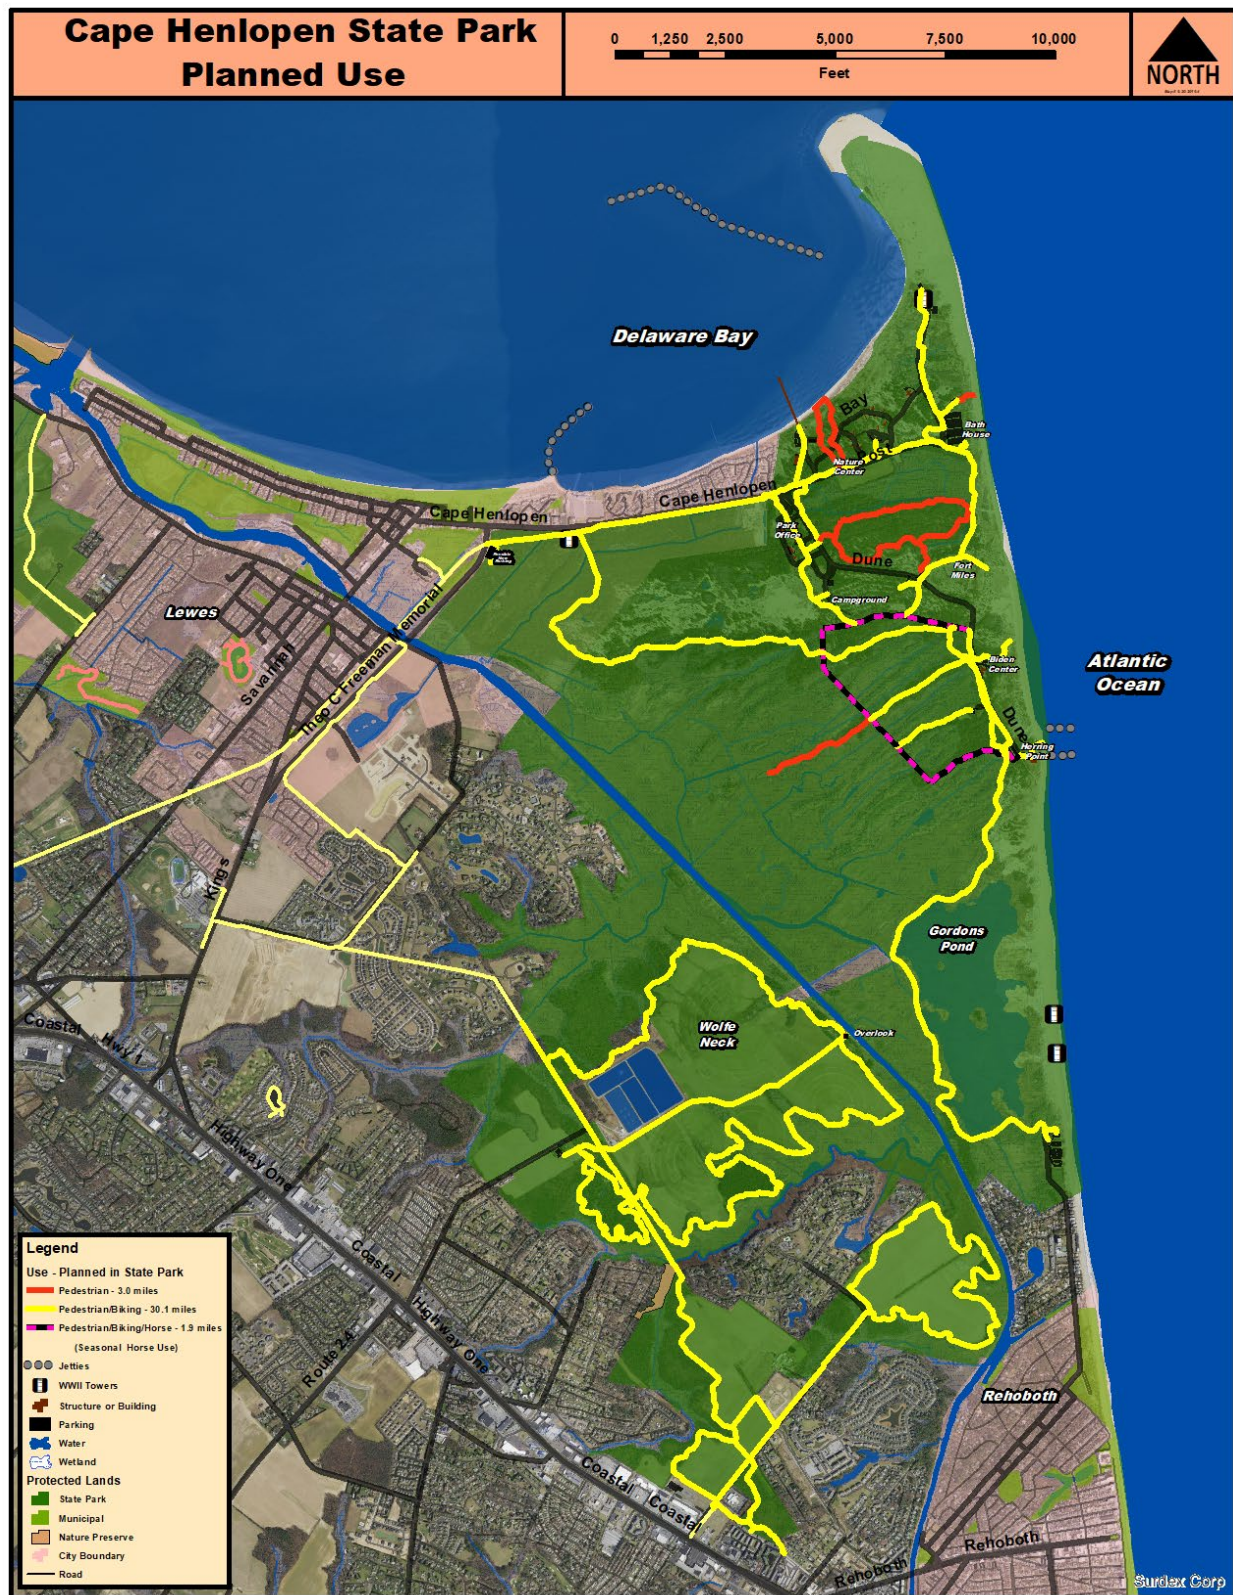 Cape Henlopen State Park
Planned Use
0 1,250 2,500 5,000 7,500 10,000
Feet
NORTH
Delaware Bay
Bay
Bath
House
Post
Nature
Center
Cape Henlopen
Cape Henlopen
Park
Office
Dune
Fort
Miles
Campground
Lewes
Savannah
Theo C Freeman Memorial
Biden
Center
Atlantic
Ocean
Dune
Herring
Point
Kings
Gordons
Pond
Wolfe
Neck
Overlook
Coastal
Hwy 1
Highway One
Coastal
Highway One
Route 24
Coastal
Coastal
Rehoboth
Rehoboth
Rehoboth
Legend
Use - Planned in State Park
Pedestrian - 3.0 miles
Pedestrian/Biking - 30.1 miles
Pedestrian/Biking/Horse - 1.9 miles
(Seasonal Horse Use)
Jetties
WWII Towers
Structure or Building
Parking
Water
Wetland
Protected Lands
State Park
Municipal
Nature Preserve
City Boundary
Road
Surdex Corp